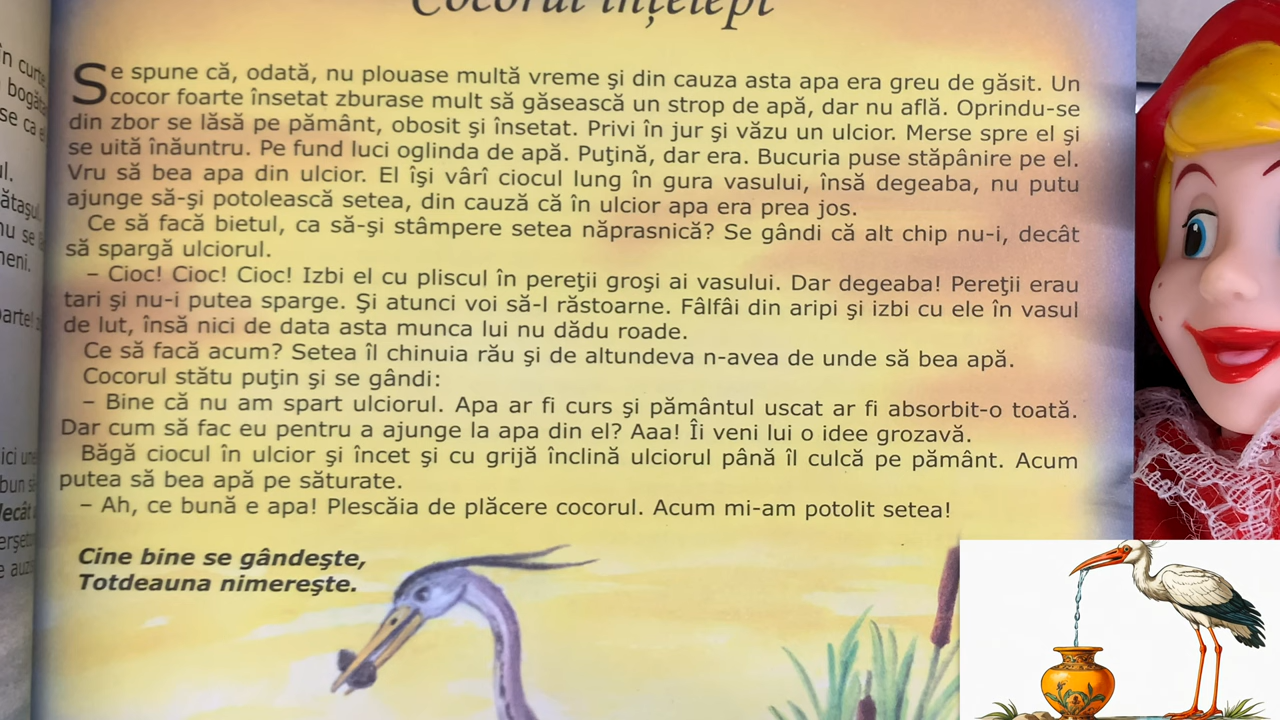 Cocorul înţelept
Se spune că, odată, nu plouase multă vreme şi din cauza asta apa era greu de găsit. Un
cocor foarte însetat zburase mult să găsească un strop de apă, dar nu află. Oprindu-se
din zbor se lăsă pe pământ, obosit şi însetat. Privi în jur şi văzu un ulcior. Merse spre el şi
se uită înăuntru. Pe fund luci oglinda de apă. Puţină, dar era. Bucuria puse stăpânire pe el.
Vru să bea apa din ulcior. El îşi vârî ciocul lung în gura vasului, însă degeaba, nu putu
ajunge să-şi potolească setea, din cauză că în ulcior apa era prea jos.
Ce să facă bietul, ca să-şi stâmpere setea năprasnică? Se gândi că alt chip nu-i, decât
să spargă ulciorul.
– Cioc! Cioc! Cioc! Izbi el cu pliscul în pereţii groşi ai vasului. Dar degeaba! Pereţii erau
tari şi nu-i putea sparge. Şi atunci voi să-l răstoarne. Fâlfâi din aripi şi izbi cu ele în vasul
de lut, însă nici de data asta munca lui nu dădu roade.
Ce să facă acum? Setea îl chinuia rău şi de altundeva n-avea de unde să bea apă.
Cocorul stătu puţin şi se gândi:
– Bine că nu am spart ulciorul. Apa ar fi curs şi pământul uscat ar fi absorbit-o toată.
Dar cum să fac eu pentru a ajunge la apa din el? Aaa! Îi veni lui o idee grozavă.
Băgă ciocul în ulcior şi încet şi cu grijă înclină ulciorul până îl culcă pe pământ. Acum
putea să bea apă pe săturate.
– Ah, ce bună e apa! Plescăia de plăcere cocorul. Acum mi-am potolit setea!
Cine bine se gândeşte,
Totdeauna nimereşte.